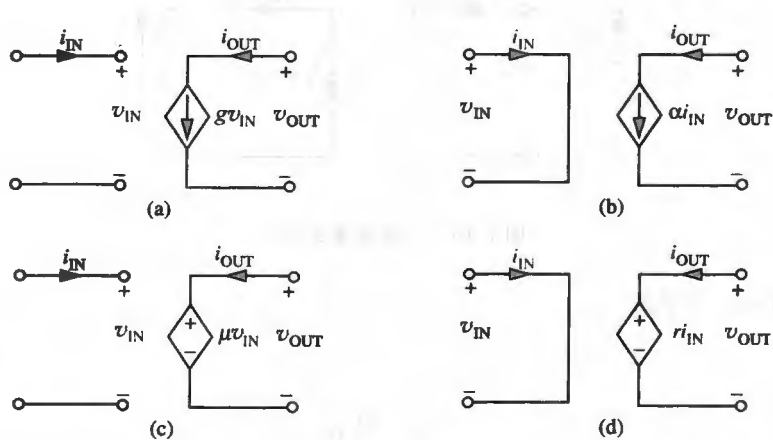 i_IN i_OUT i_IN i_OUT
+ + + +
v_IN gv_IN v_OUT v_IN αi_IN v_OUT
– – – –
(a) (b)
i_IN i_OUT i_IN i_OUT
+ + + +
v_IN + – μv_IN v_OUT v_IN + – ri_IN v_OUT
– – – –
(c) (d)